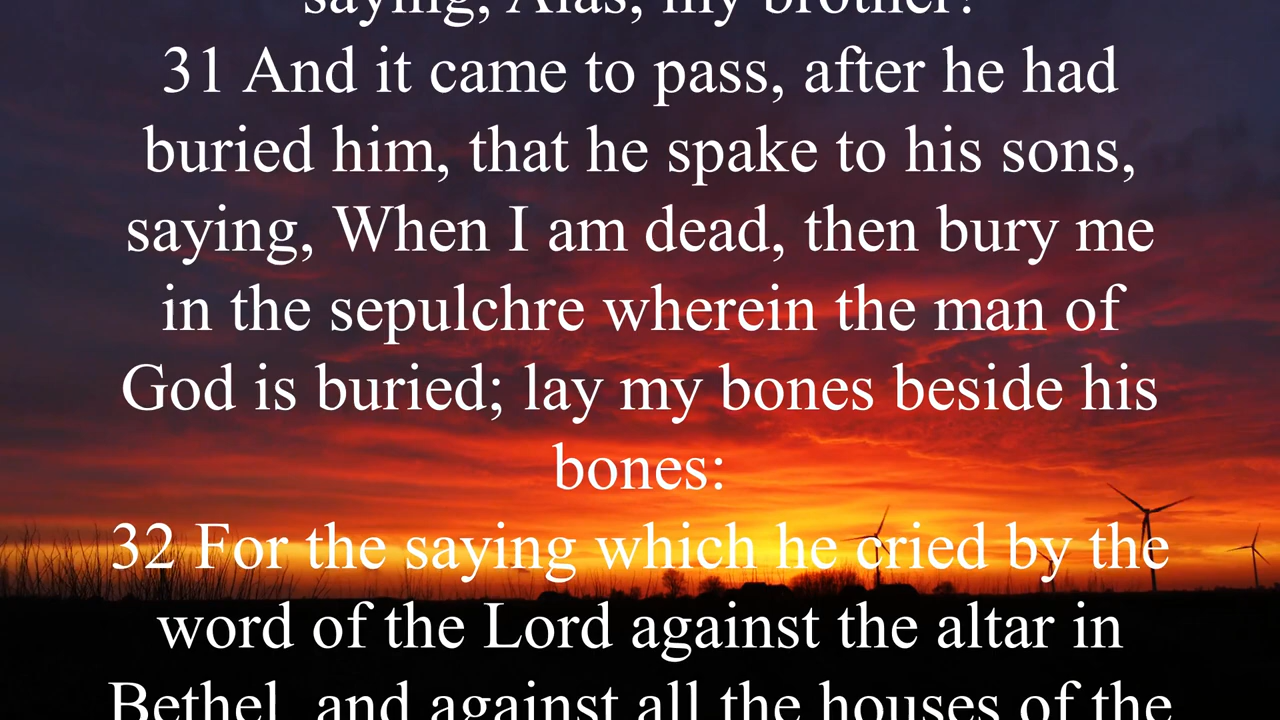 saying, Alas, my brother!
31 And it came to pass, after he had
buried him, that he spake to his sons,
saying, When I am dead, then bury me
in the sepulchre wherein the man of
God is buried; lay my bones beside his
bones:
32 For the saying which he cried by the
word of the Lord against the altar in
Bethel, and against all the houses of the